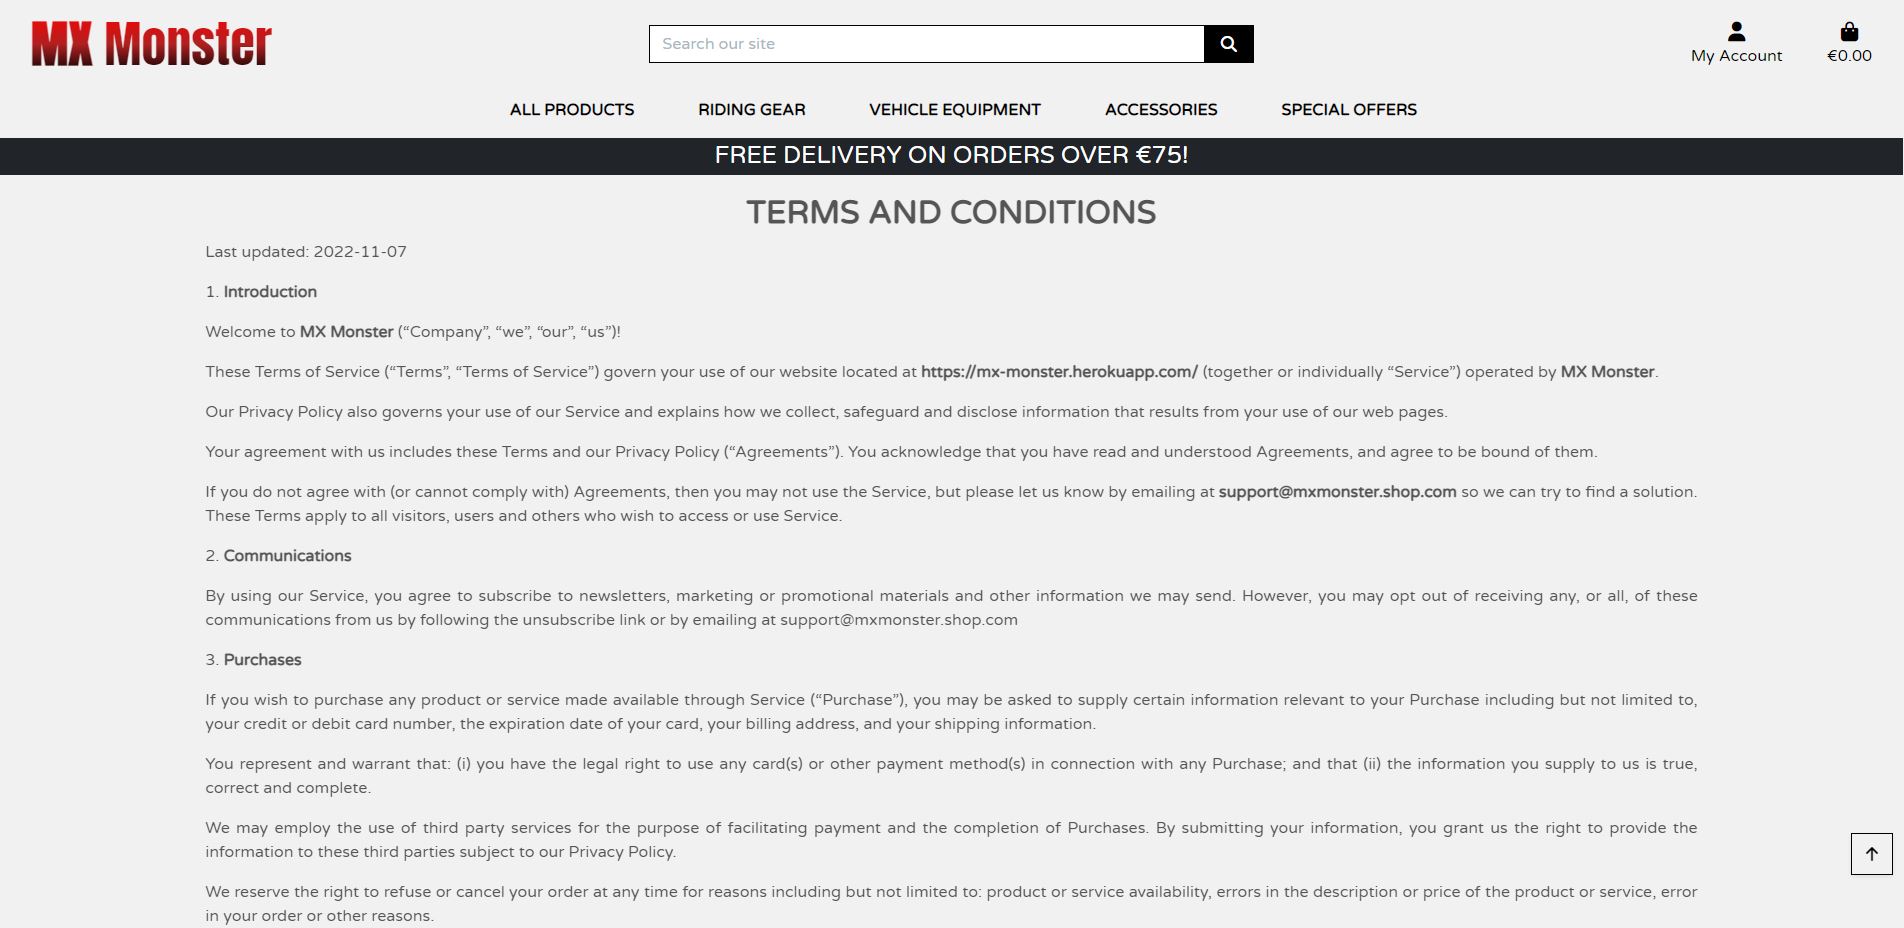 MX Monster
Search our site
My Account
€0.00
ALL PRODUCTS
RIDING GEAR
VEHICLE EQUIPMENT
ACCESSORIES
SPECIAL OFFERS
FREE DELIVERY ON ORDERS OVER €75!
TERMS AND CONDITIONS
Last updated: 2022-11-07
1. Introduction
Welcome to MX Monster (“Company”, “we”, “our”, “us”)!
These Terms of Service (“Terms”, “Terms of Service”) govern your use of our website located at https://mx-monster.herokuapp.com/ (together or individually “Service”) operated by MX Monster.
Our Privacy Policy also governs your use of our Service and explains how we collect, safeguard and disclose information that results from your use of our web pages.
Your agreement with us includes these Terms and our Privacy Policy (“Agreements”). You acknowledge that you have read and understood Agreements, and agree to be bound of them.
If you do not agree with (or cannot comply with) Agreements, then you may not use the Service, but please let us know by emailing at support@mxmonster.shop.com so we can try to find a solution.
These Terms apply to all visitors, users and others who wish to access or use Service.
2. Communications
By using our Service, you agree to subscribe to newsletters, marketing or promotional materials and other information we may send. However, you may opt out of receiving any, or all, of these
communications from us by following the unsubscribe link or by emailing at support@mxmonster.shop.com
3. Purchases
If you wish to purchase any product or service made available through Service (“Purchase”), you may be asked to supply certain information relevant to your Purchase including but not limited to,
your credit or debit card number, the expiration date of your card, your billing address, and your shipping information.
You represent and warrant that: (i) you have the legal right to use any card(s) or other payment method(s) in connection with any Purchase; and that (ii) the information you supply to us is true,
correct and complete.
We may employ the use of third party services for the purpose of facilitating payment and the completion of Purchases. By submitting your information, you grant us the right to provide the
information to these third parties subject to our Privacy Policy.
We reserve the right to refuse or cancel your order at any time for reasons including but not limited to: product or service availability, errors in the description or price of the product or service, error
in your order or other reasons.